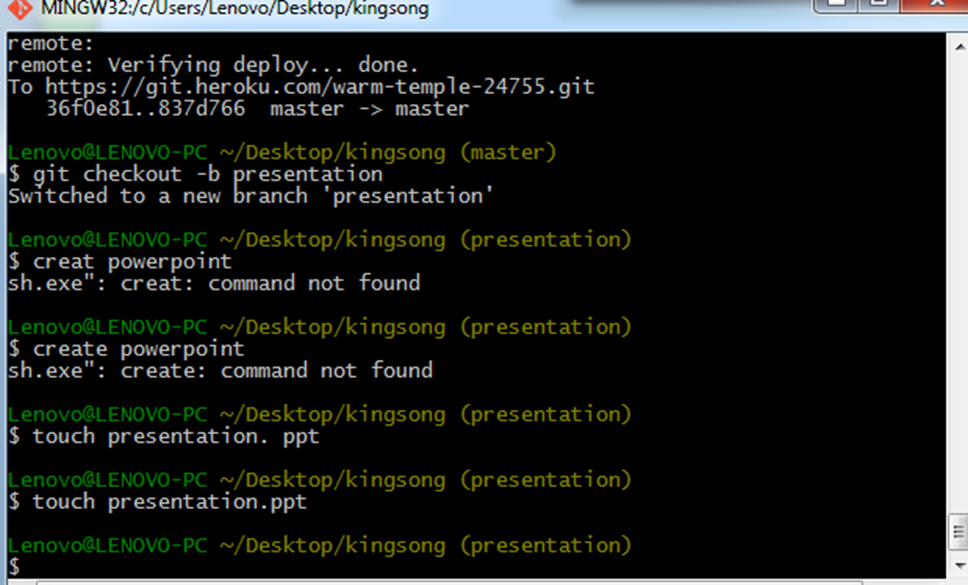 MINGW32:/c/Users/Lenovo/Desktop/kingsong
remote:
remote: Verifying deploy... done.
To https://git.heroku.com/warm-temple-24755.git
36f0e81..837d766  master -> master
Lenovo@LENOVO-PC ~/Desktop/kingsong (master)
$ git checkout -b presentation
Switched to a new branch 'presentation'
Lenovo@LENOVO-PC ~/Desktop/kingsong (presentation)
$ creat powerpoint
sh.exe": creat: command not found
Lenovo@LENOVO-PC ~/Desktop/kingsong (presentation)
$ create powerpoint
sh.exe": create: command not found
Lenovo@LENOVO-PC ~/Desktop/kingsong (presentation)
$ touch presentation. ppt
Lenovo@LENOVO-PC ~/Desktop/kingsong (presentation)
$ touch presentation.ppt
Lenovo@LENOVO-PC ~/Desktop/kingsong (presentation)
$